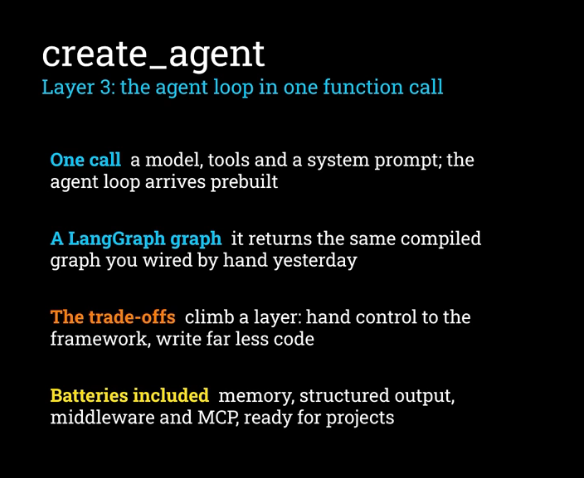 create_agent
Layer 3: the agent loop in one function call
One call a model, tools and a system prompt; the
agent loop arrives prebuilt
A LangGraph graph it returns the same compiled
graph you wired by hand yesterday
The trade-offs climb a layer: hand control to the
framework, write far less code
Batteries included memory, structured output,
middleware and MCP, ready for projects